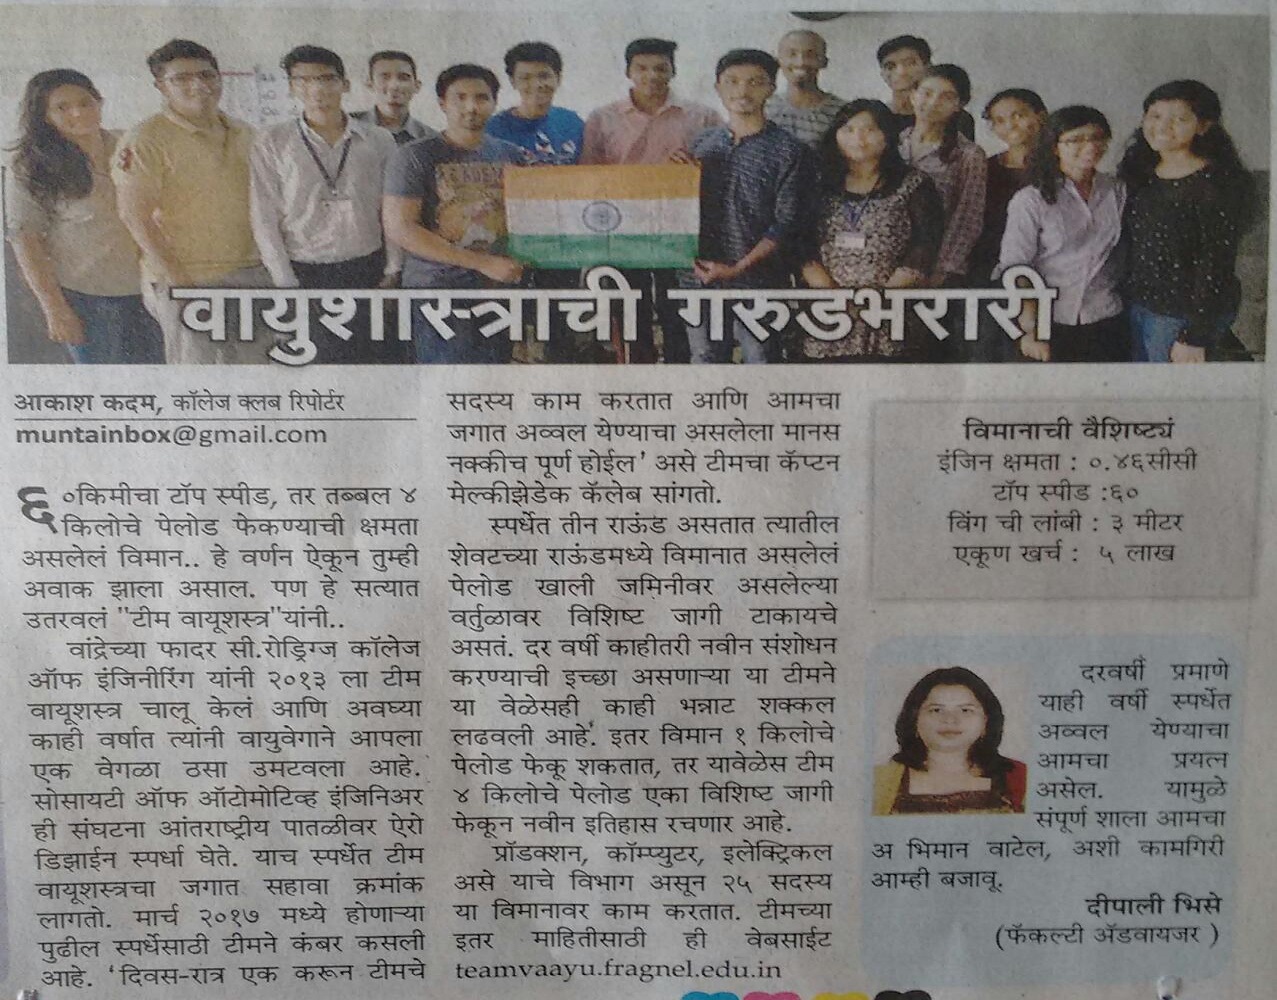 वायुशास्त्राची गरुडभरारी
आकाश कदम, कॉलेज क्लब रिपोर्टर
muntainbox@gmail.com
६०किमीचा टॉप स्पीड, तर तब्बल ४
किलोचे पेलोड फेकण्याची क्षमता
असलेलं विमान.. हे वर्णन ऐकून तुम्ही
अवाक झाला असाल. पण हे सत्यात
उतरवलं "टीम वायूशस्त्र"यांनी..
वांद्रेच्या फादर सी.रोड्रिग्ज कॉलेज
ऑफ इंजिनीरिंग यांनी २०१३ ला टीम
वायूशस्त्र चालू केलं आणि अवघ्या
काही वर्षात त्यांनी वायुवेगाने आपला
एक वेगळा ठसा उमटवला आहे.
सोसायटी ऑफ ऑटोमोटिव्ह इंजिनिअर
ही संघटना आंतराष्ट्रीय पातळीवर ऐरो
डिझाईन स्पर्धा घेते. याच स्पर्धेत टीम
वायूशस्त्रचा जगात सहावा क्रमांक
लागतो. मार्च २०१७ मध्ये होणाऱ्या
पुढील स्पर्धेसाठी टीमने कंबर कसली
आहे. 'दिवस-रात्र एक करून टीमचे
सदस्य काम करतात आणि आमचा
जगात अव्वल येण्याचा असलेला मानस
नक्कीच पूर्ण होईल' असे टीमचा कॅप्टन
मेल्कीझेडेक कॅलेब सांगतो.
स्पर्धेत तीन राऊंड असतात त्यातील
शेवटच्या राऊंडमध्ये विमानात असलेलं
पेलोड खाली जमिनीवर असलेल्या
वर्तुळावर विशिष्ट जागी टाकायचे
असतं. दर वर्षी काहीतरी नवीन संशोधन
करण्याची इच्छा असणाऱ्या या टीमने
या वेळेसही काही भन्नाट शक्कल
लढवली आहे. इतर विमान १ किलोचे
पेलोड फेकू शकतात, तर यावेळेस टीम
४ किलोचे पेलोड एका विशिष्ट जागी
फेकून नवीन इतिहास रचणार आहे.
प्रॉडक्शन, कॉम्प्युटर, इलेक्ट्रिकल
असे याचे विभाग असून २५ सदस्य
या विमानावर काम करतात. टीमच्या
इतर माहितीसाठी ही वेबसाईट
teamvaayu.fragnel.edu.in
विमानाची वैशिष्ट्यं
इंजिन क्षमता : ०.४६सीसी
टॉप स्पीड :६०
विंग ची लांबी : ३ मीटर
एकूण खर्च : ५ लाख
दरवर्षी प्रमाणे
याही वर्षी स्पर्धेत
अव्वल येण्याचा
आमचा प्रयत्न
असेल. यामुळे
संपूर्ण शाला आमचा
अ भिमान वाटेल, अशी कामगिरी
आम्ही बजावू.
दीपाली भिसे
(फॅकल्टी ॲडवायजर )